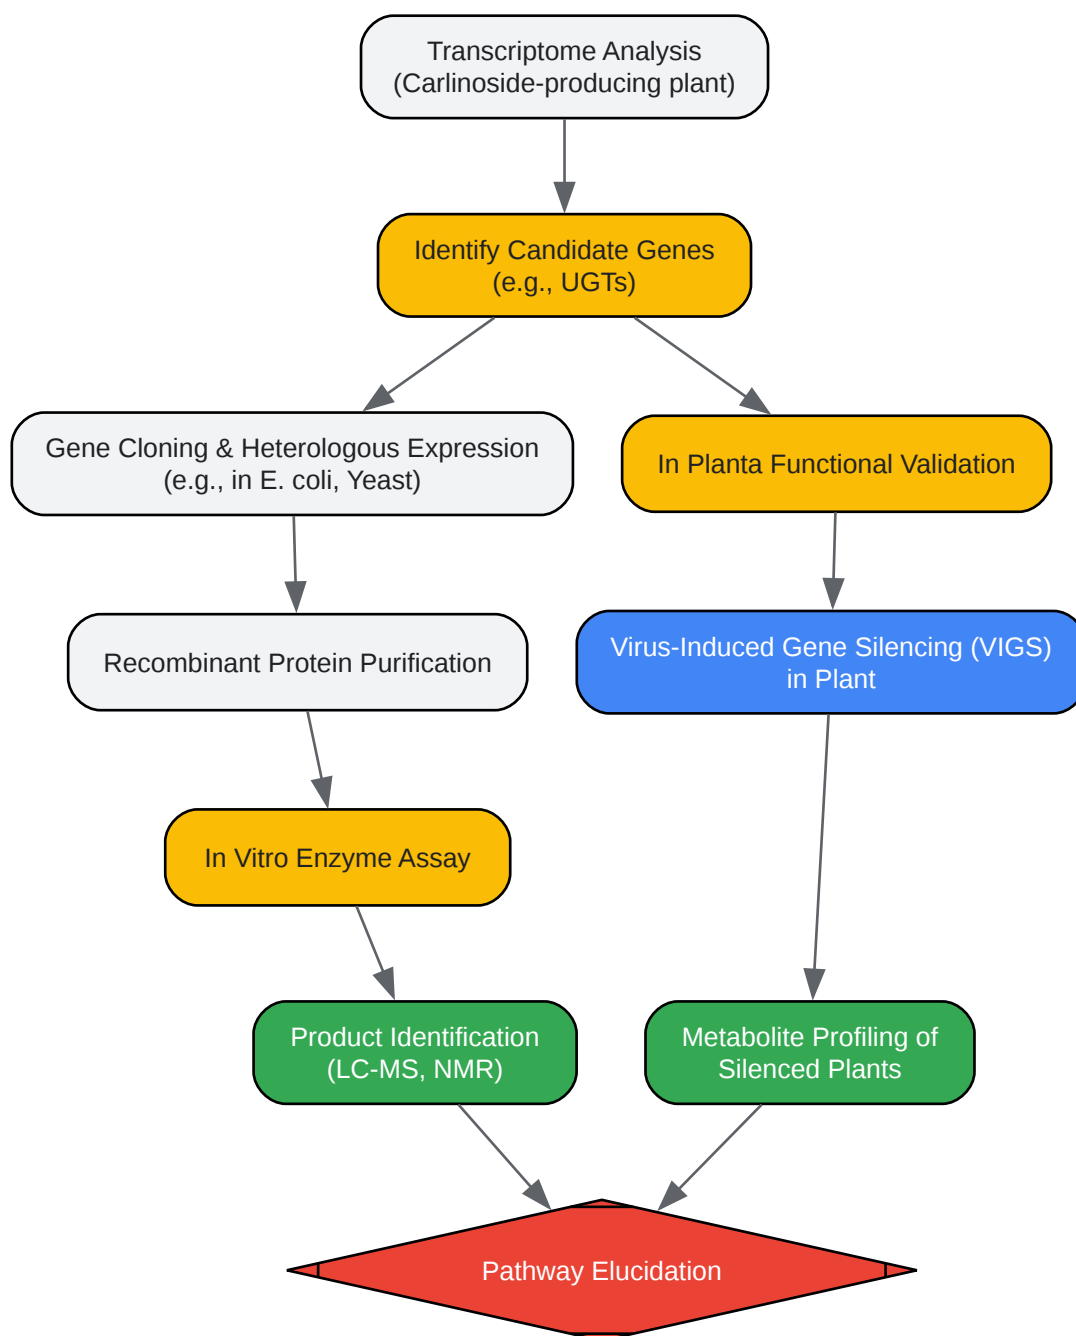 Transcriptome Analysis
(Carlinoside-producing plant)
Identify Candidate Genes
(e.g., UGTs)
Gene Cloning & Heterologous Expression
(e.g., in E. coli, Yeast)
In Planta Functional Validation
Recombinant Protein Purification
Virus-Induced Gene Silencing (VIGS)
in Plant
In Vitro Enzyme Assay
Product Identification
(LC-MS, NMR)
Metabolite Profiling of
Silenced Plants
Pathway Elucidation